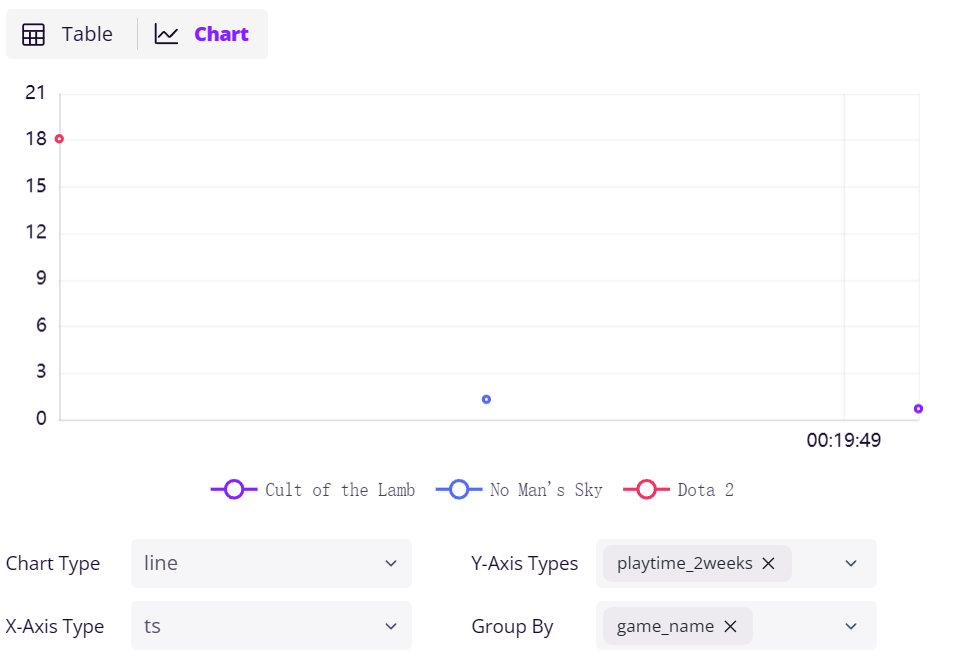 Table Chart
21
18
15
12
9
6
3
0
00:19:49
Cult of the Lamb No Man's Sky Dota 2
Chart Type line Y-Axis Types playtime_2weeks
X-Axis Type ts Group By game_name